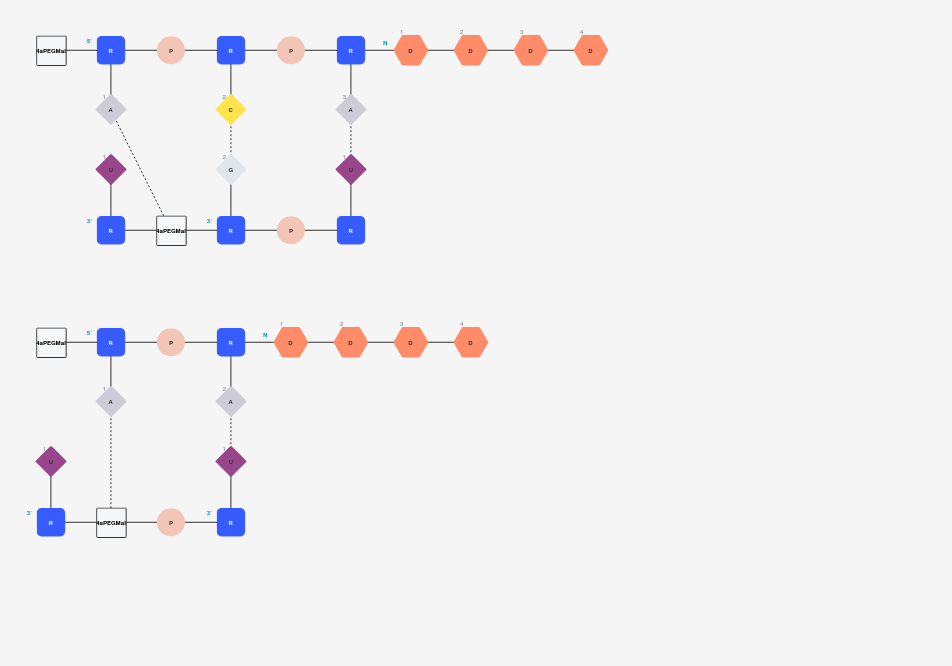 1 2 3 4
5' N
4aPEGMal R P R P R D D D D
1 2 3
A C A
1 2 1
U G U
3' 3'
R 4aPEGMal R P R
1 2 3 4
5' N
4aPEGMal R P R D D D D
1 2
A A
1 1
U U
3' 3'
R 4aPEGMal P R